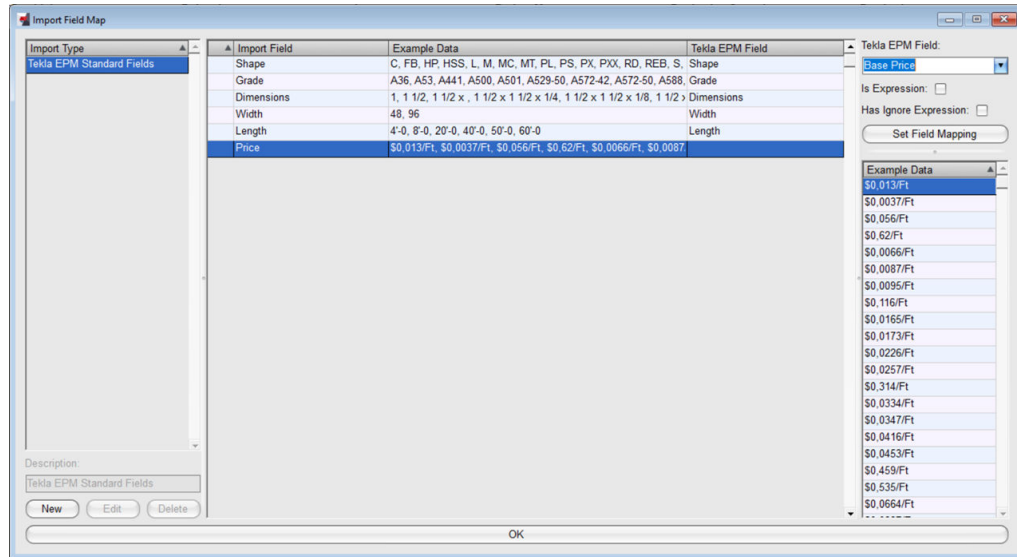 Import Field Map
Import Type
Tekla EPM Standard Fields
Import Field Example Data Tekla EPM Field
Shape C, FB, HP, HSS, L, M, MC, MT, PL, PS, PX, PXX, RD, REB, S, Shape
Grade A36, A53, A441, A500, A501, A529-50, A572-42, A572-50, A588, Grade
Dimensions 1, 1 1/2, 1 1/2 x , 1 1/2 x 1 1/2 x 1/4, 1 1/2 x 1 1/2 x 1/8, 1 1/2 x Dimensions
Width 48, 96 Width
Length 4'-0, 8'-0, 20'-0, 40'-0, 50'-0, 60'-0 Length
Price $0,013/Ft, $0,0037/Ft, $0,056/Ft, $0,62/Ft, $0,0066/Ft, $0,0087
Tekla EPM Field:
Base Price
Is Expression:
Has Ignore Expression:
Set Field Mapping
Example Data
$0,013/Ft
$0,0037/Ft
$0,056/Ft
$0,62/Ft
$0,0066/Ft
$0,0087/Ft
$0,0095/Ft
$0,116/Ft
$0,0165/Ft
$0,0173/Ft
$0,0226/Ft
$0,0257/Ft
$0,314/Ft
$0,0334/Ft
$0,0347/Ft
$0,0416/Ft
$0,0453/Ft
$0,459/Ft
$0,535/Ft
$0,0664/Ft
Description:
Tekla EPM Standard Fields
New Edit Delete
OK